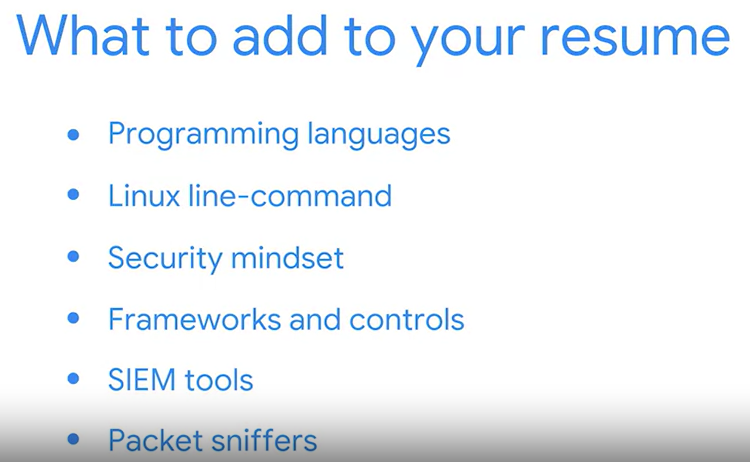 What to add to your resume
• Programming languages
• Linux line-command
• Security mindset
• Frameworks and controls
• SIEM tools
• Packet sniffers